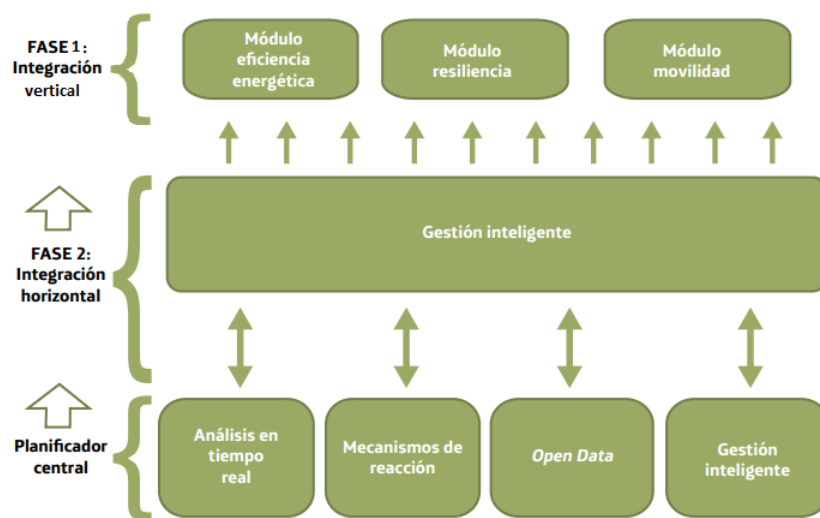 FASE 1:
Integración
vertical
Módulo
eficiencia
energética
Módulo
resiliencia
Módulo
movilidad
FASE 2:
Integración
horizontal
Gestión inteligente
Planificador
central
Análisis en
tiempo
real
Mecanismos de
reacción
Open Data
Gestión
inteligente